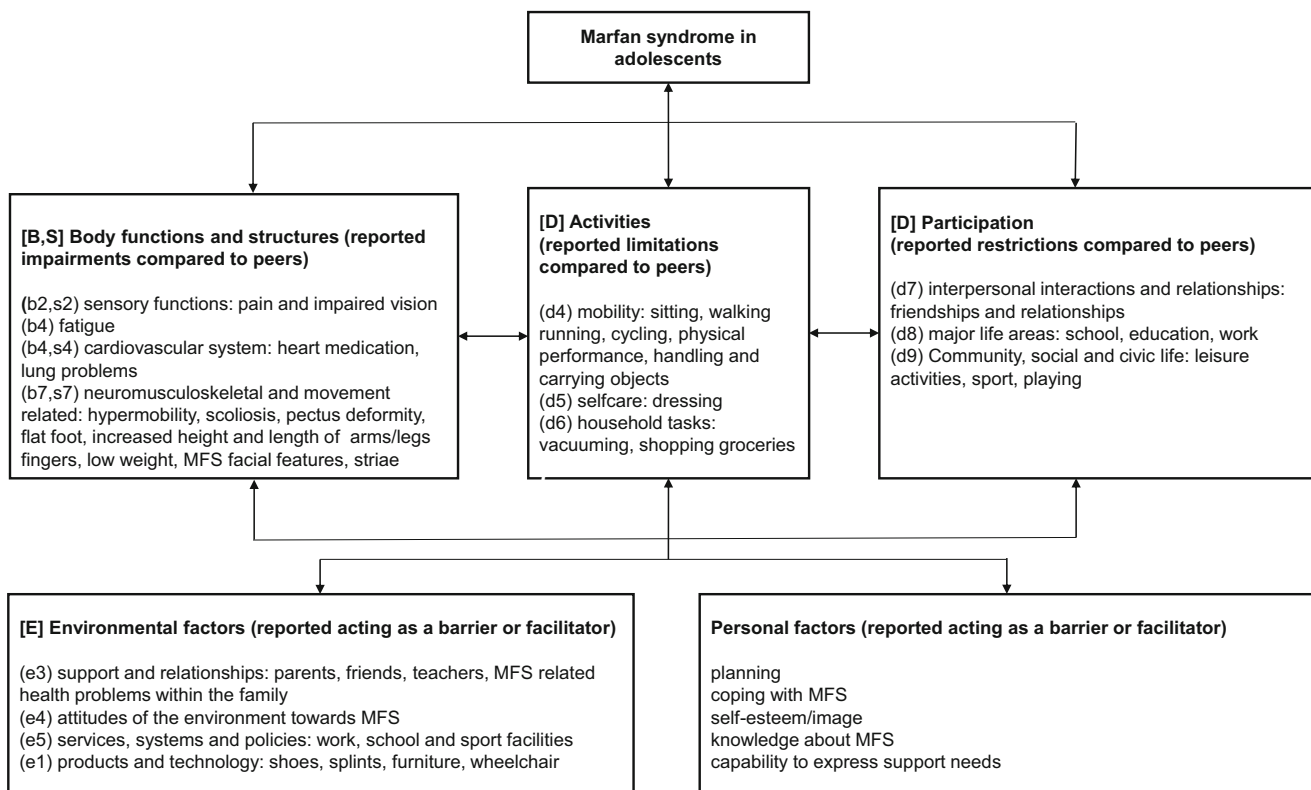 Marfan syndrome in
adolescents
[B,S] Body functions and structures (reported
impairments compared to peers)
(b2,s2) sensory functions: pain and impaired vision
(b4) fatigue
(b4,s4) cardiovascular system: heart medication,
lung problems
(b7,s7) neuromusculoskeletal and movement
related: hypermobility, scoliosis, pectus deformity,
flat foot, increased height and length of arms/legs
fingers, low weight, MFS facial features, striae
[D] Activities
(reported limitations
compared to peers)
(d4) mobility: sitting, walking
running, cycling, physical
performance, handling and
carrying objects
(d5) selfcare: dressing
(d6) household tasks:
vacuuming, shopping groceries
[D] Participation
(reported restrictions compared to peers)
(d7) interpersonal interactions and relationships:
friendships and relationships
(d8) major life areas: school, education, work
(d9) Community, social and civic life: leisure
activities, sport, playing
[E] Environmental factors (reported acting as a barrier or facilitator)
(e3) support and relationships: parents, friends, teachers, MFS related
health problems within the family
(e4) attitudes of the environment towards MFS
(e5) services, systems and policies: work, school and sport facilities
(e1) products and technology: shoes, splints, furniture, wheelchair
Personal factors (reported acting as a barrier or facilitator)
planning
coping with MFS
self-esteem/image
knowledge about MFS
capability to express support needs